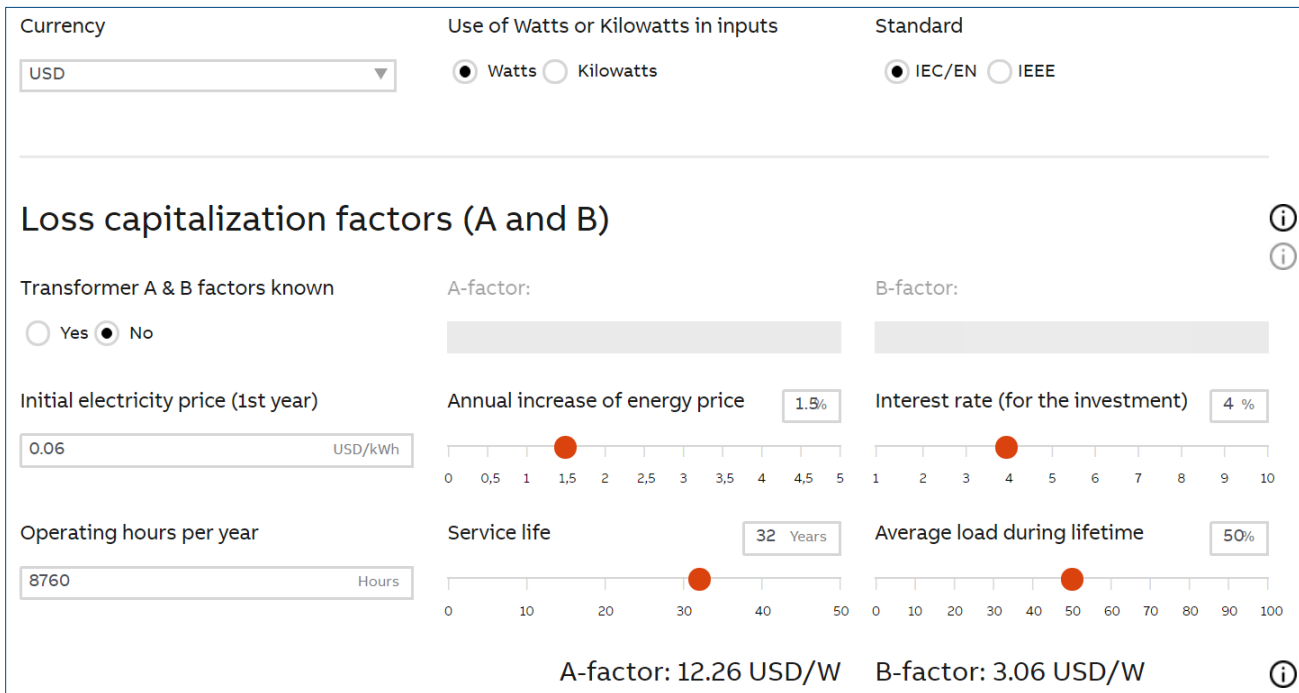 Currency
Use of Watts or Kilowatts in inputs
Standard
USD
Watts Kilowatts
IEC/EN IEEE
Loss capitalization factors (A and B)
Transformer A & B factors known
A-factor:
B-factor:
Yes No
Initial electricity price (1st year)
Annual increase of energy price 1.5%
Interest rate (for the investment) 4 %
0.06 USD/kWh
0 0,5 1 1,5 2 2,5 3 3,5 4 4,5 5
1 2 3 4 5 6 7 8 9 10
Operating hours per year
Service life 32 Years
Average load during lifetime 50%
8760 Hours
0 10 20 30 40 50
0 10 20 30 40 50 60 70 80 90 100
A-factor: 12.26 USD/W
B-factor: 3.06 USD/W